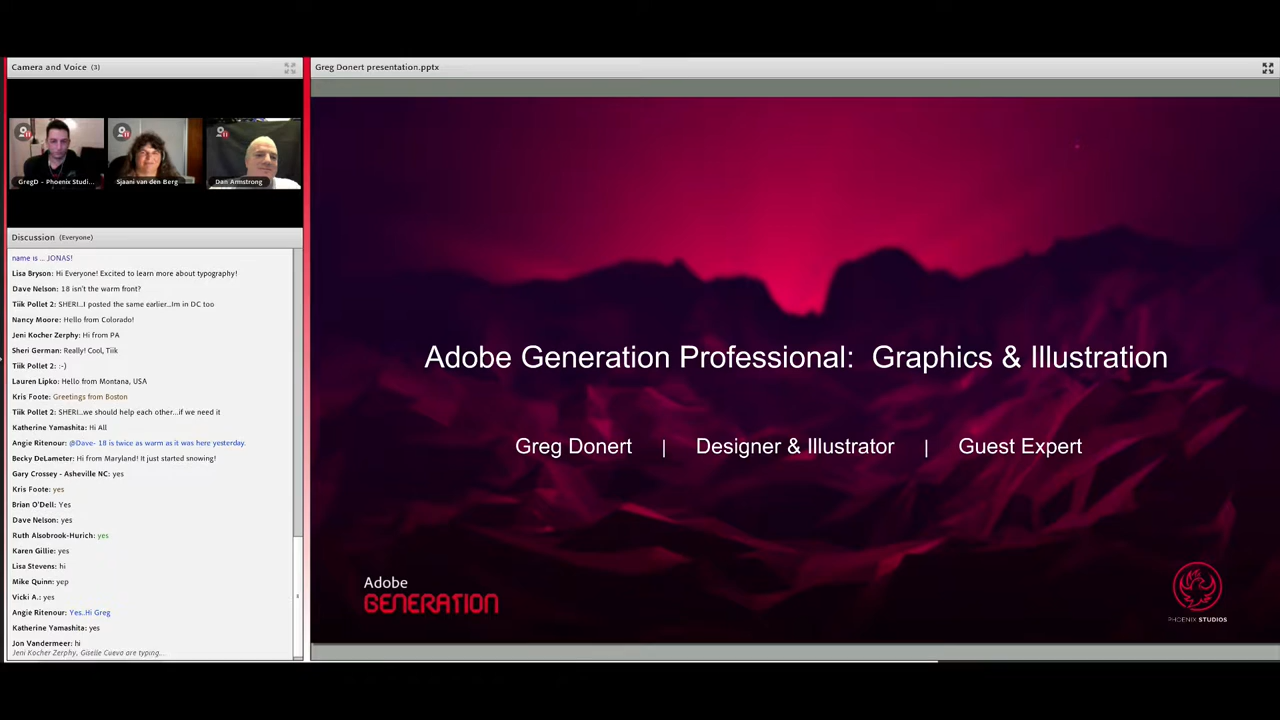 Camera and Voice (3)
GregD - Phoenix Studi...
Sjaani van den Berg
Dan Armstrong
Discussion (Everyone)
name is ... JONAS!
Lisa Bryson: Hi Everyone! Excited to learn more about typography!
Dave Nelson: 18 isn't the warm front?
Tiik Pollet 2: SHERI...I posted the same earlier...Im in DC too
Nancy Moore: Hello from Colorado!
Jeni Kocher Zerphy: Hi from PA
Sheri German: Really! Cool, Tiik
Tiik Pollet 2: :-)
Lauren Lipko: Hello from Montana, USA
Kris Foote: Greetings from Boston
Tiik Pollet 2: SHERI...we should help each other...if we need it
Katherine Yamashita: Hi All
Angie Ritenour: @Dave- 18 is twice as warm as it was here yesterday.
Becky DeLameter: Hi from Maryland! It just started snowing!
Gary Crossey - Asheville NC: yes
Kris Foote: yes
Brian O'Dell: Yes
Dave Nelson: yes
Ruth Alsobrook-Hurich: yes
Karen Gillie: yes
Lisa Stevens: hi
Mike Quinn: yep
Vicki A.: yes
Angie Ritenour: Yes..Hi Greg
Katherine Yamashita: yes
Jon Vandermeer: hi
Jeni Kocher Zerphy, Giselle Cueva are typing...
Greg Donert presentation.pptx
Adobe Generation Professional: Graphics & Illustration
Greg Donert | Designer & Illustrator | Guest Expert
Adobe
GENERATION
PHOENIX STUDIOS